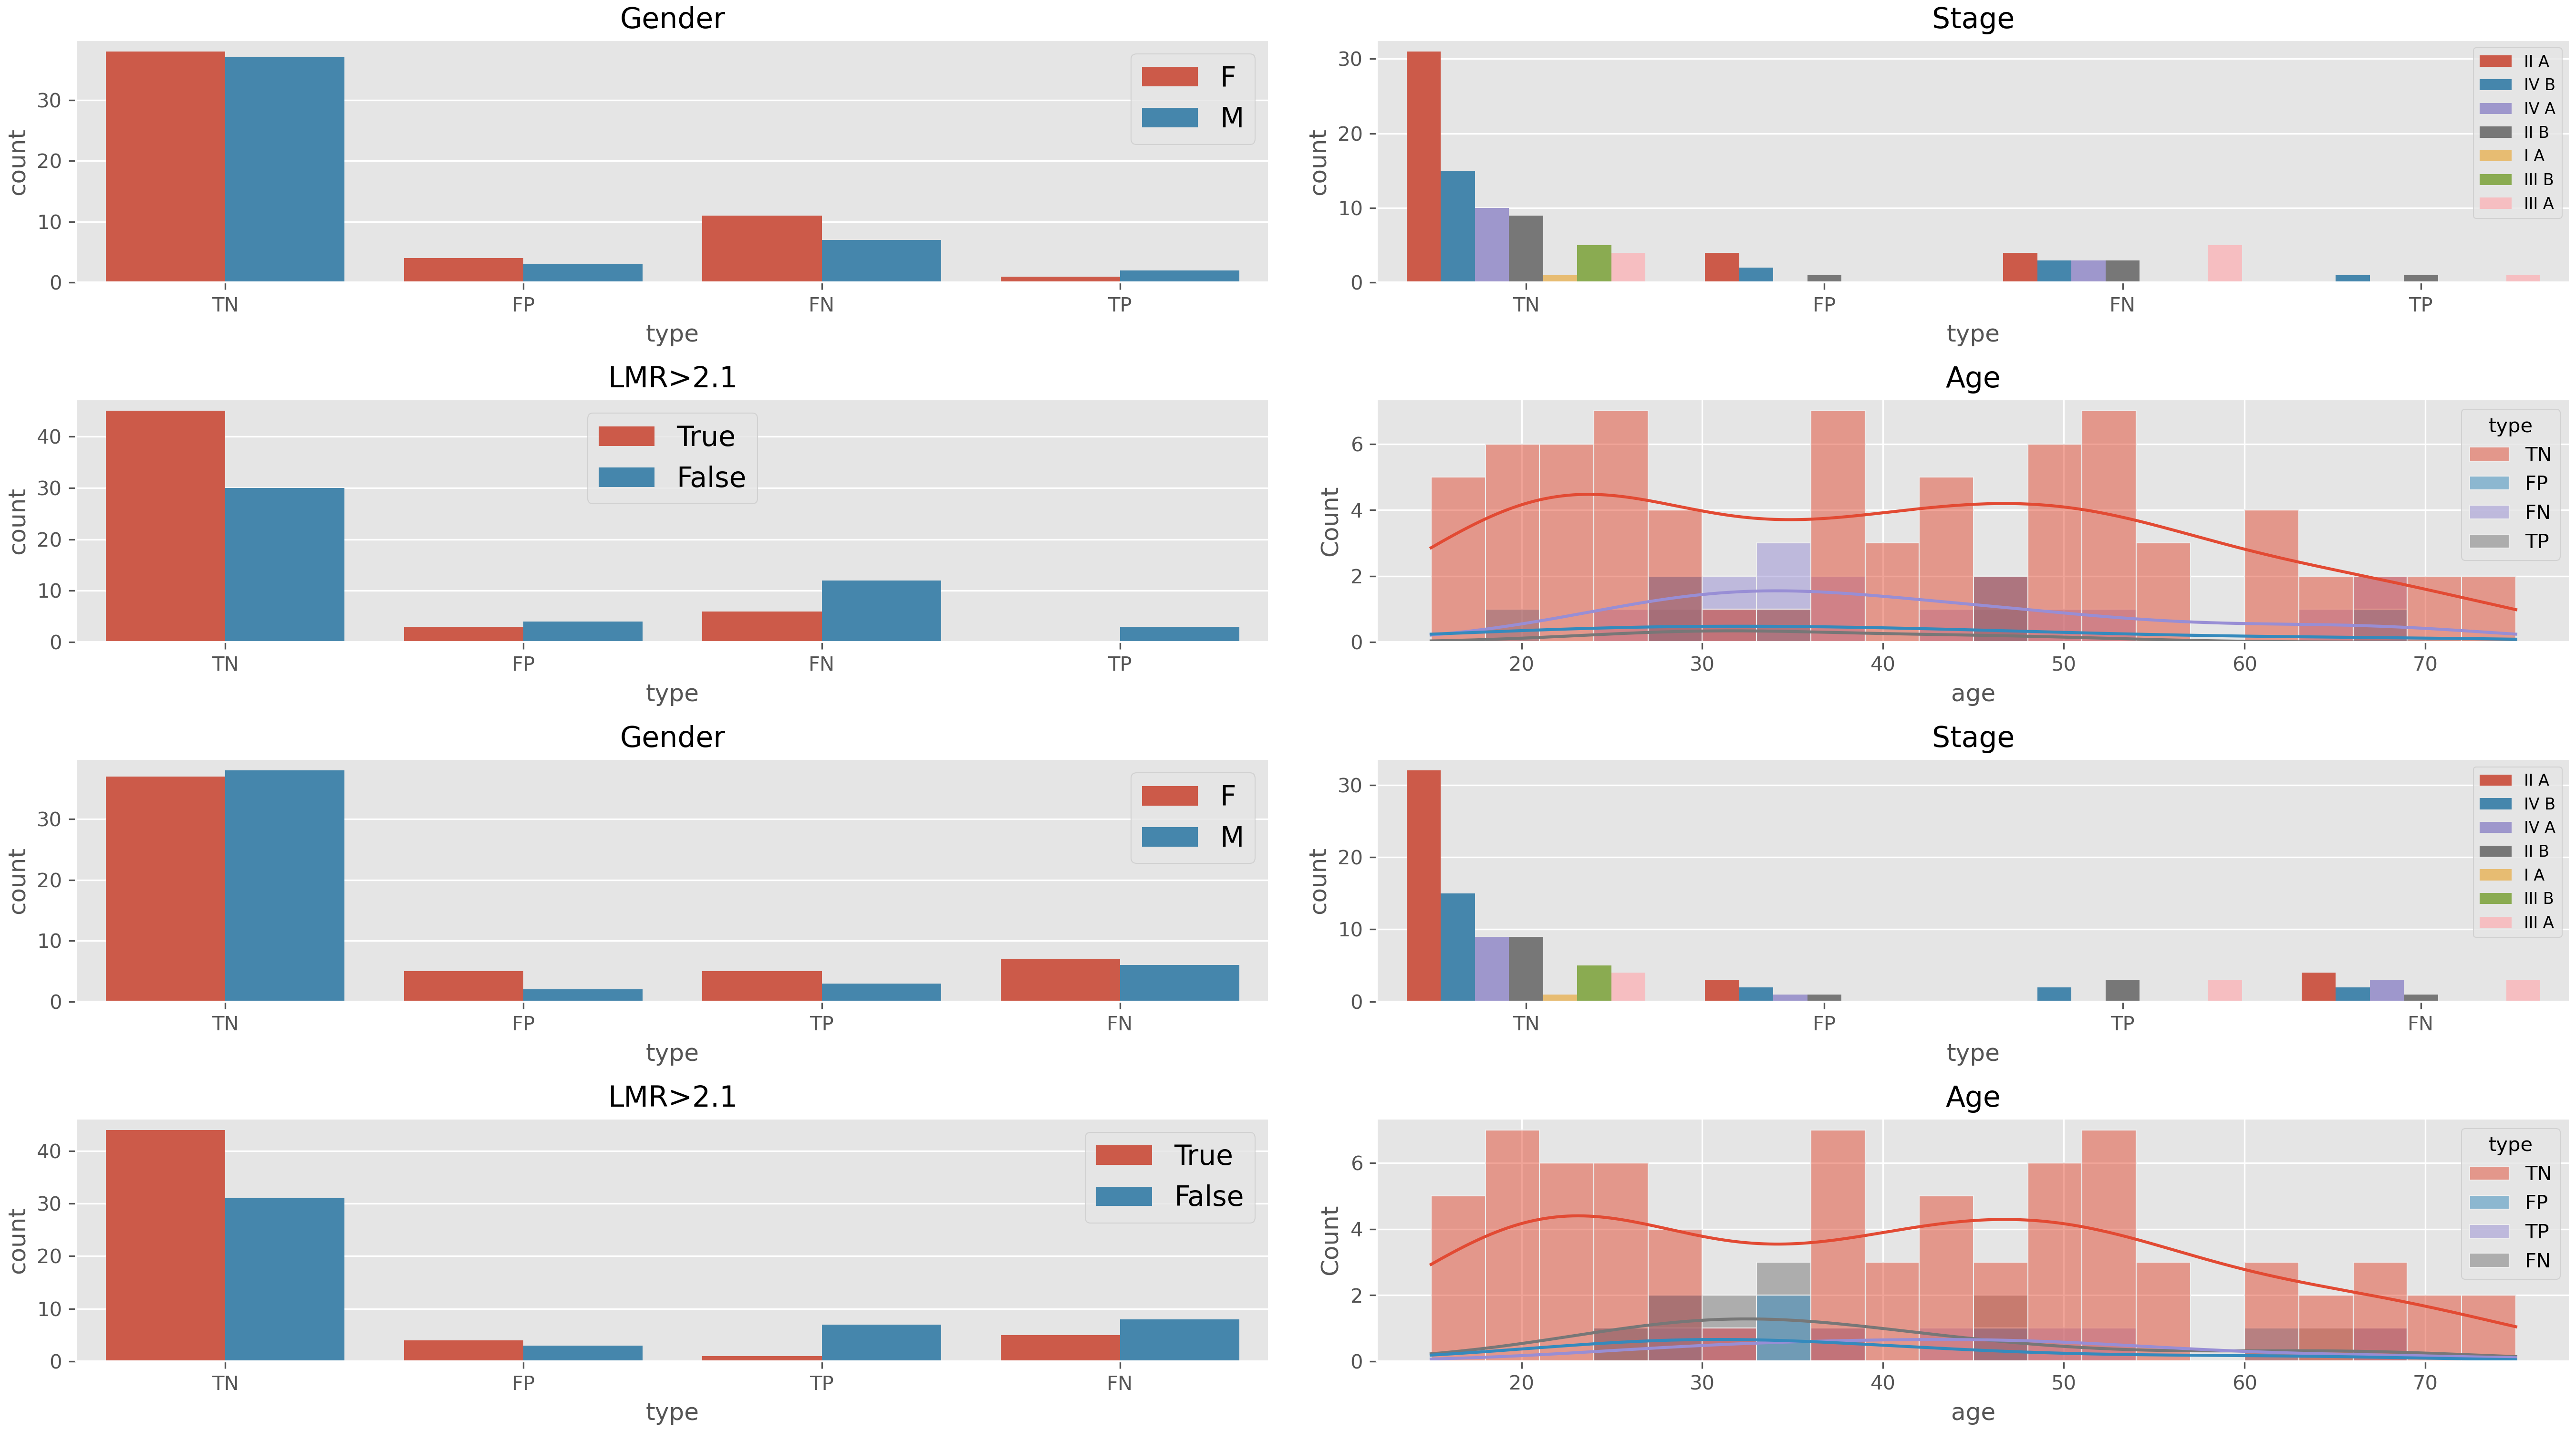 Gender
count
30
20
10
0
F
M
TN
FP
FN
TP
type
Stage
count
30
20
10
0
II A
IV B
IV A
II B
I A
III B
III A
TN
FP
FN
TP
type
LMR>2.1
count
40
30
20
10
0
True
False
TN
FP
FN
TP
type
Age
Count
6
4
2
0
type
TN
FP
FN
TP
20
30
40
50
60
70
age
Gender
count
30
20
10
0
F
M
TN
FP
TP
FN
type
Stage
count
30
20
10
0
II A
IV B
IV A
II B
I A
III B
III A
TN
FP
TP
FN
type
LMR>2.1
count
40
30
20
10
0
True
False
TN
FP
TP
FN
type
Age
Count
6
4
2
0
type
TN
FP
TP
FN
20
30
40
50
60
70
age